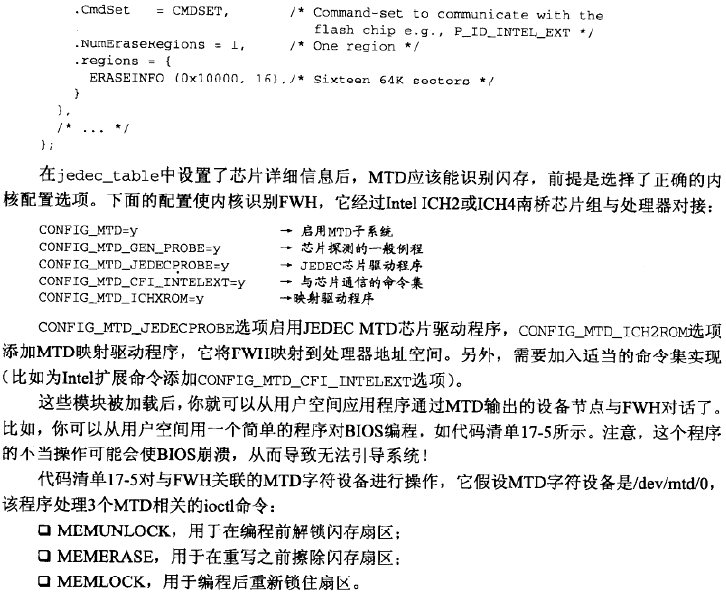 .CmdSet = CMDSET, /* Command-set to communicate with the
flash chip e.g., P_ID_INTEL_EXT */
.NumEraseRegions = 1, /* One region */
.regions = {
ERASEINFO (0x10000, 16),/* Sixteen 64K sectors */
}
},
/* ... */
};
在jedec_table中设置了芯片详细信息后，MTD应该能识别闪存，前提是选择了正确的内
核配置选项。下面的配置使内核识别FWH，它经过Intel ICH2或ICH4南桥芯片组与处理器对接：
CONFIG_MTD=y → 启用MTD子系统
CONFIG_MTD_GEN_PROBE=y → 芯片探测的一般例程
CONFIG_MTD_JEDECPROBE=y → JEDEC芯片驱动程序
CONFIG_MTD_CFI_INTELEXT=y → 与芯片通信的命令集
CONFIG_MTD_ICHXROM=y →映射驱动程序
CONFIG_MTD_JEDECPROBE选项启用JEDEC MTD芯片驱动程序，CONFIG_MTD_ICH2ROM选项
添加MTD映射驱动程序，它将FWH映射到处理器地址空间。另外，需要加入适当的命令集实现
（比如为Intel扩展命令添加CONFIG_MTD_CFI_INTELEXT选项）。
这些模块被加载后，你就可以从用户空间应用程序通过MTD输出的设备节点与FWH对话了。
比如，你可以从用户空间用一个简单的程序对BIOS编程，如代码清单17-5所示。注意，这个程序
的不当操作可能会使BIOS崩溃，从而导致无法引导系统！
代码清单17-5对与FWH关联的MTD字符设备进行操作，它假设MTD字符设备是/dev/mtd/0，
该程序处理3个MTD相关的ioctl命令：
❑ MEMUNLOCK，用于在编程前解锁闪存扇区；
❑ MEMERASE，用于在重写之前擦除闪存扇区；
❑ MEMLOCK，用于编程后重新锁住扇区。